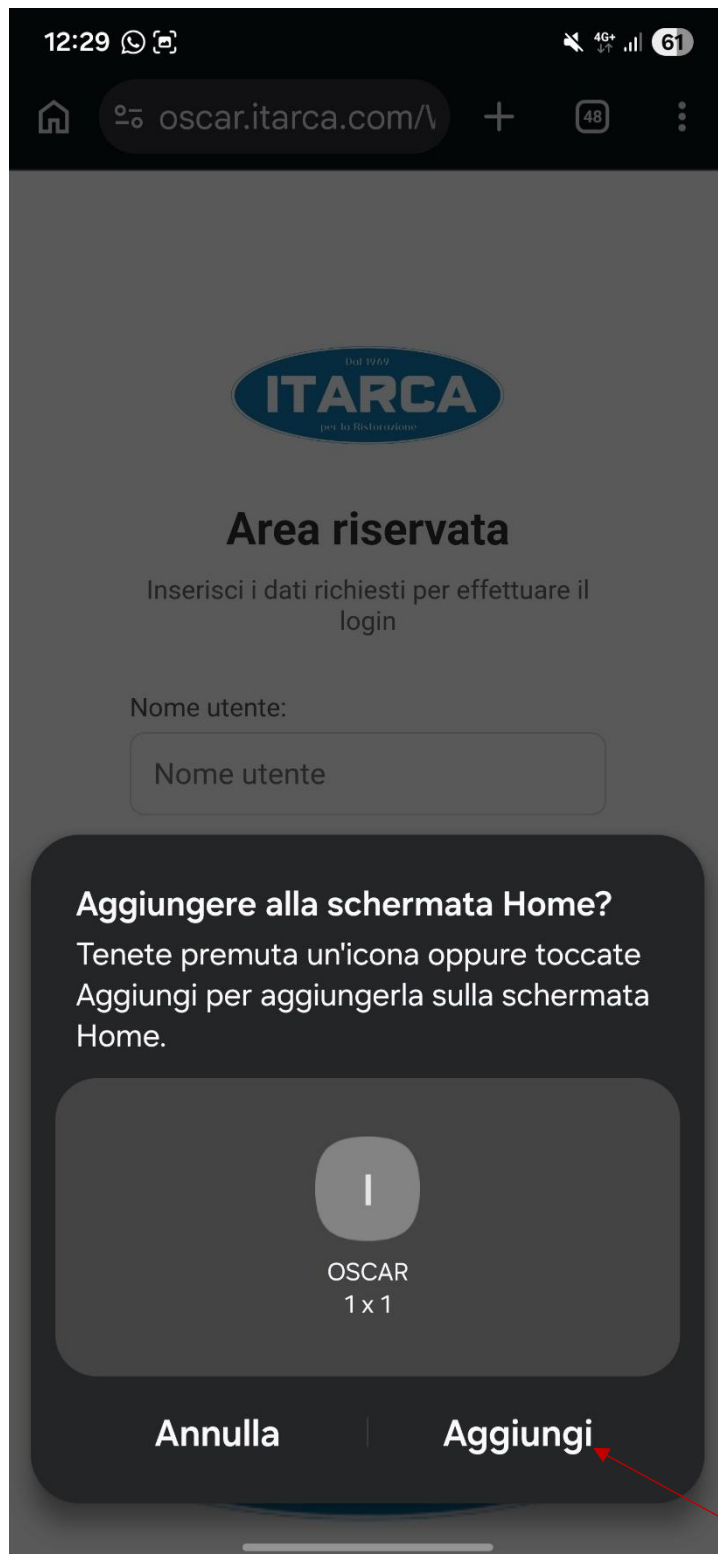 12:29
4G+
61
oscar.itarca.com/\
48
Dal 1969
ITARCA
per la Ristorazione
Area riservata
Inserisci i dati richiesti per effettuare il
login
Nome utente:
Nome utente
Aggiungere alla schermata Home?
Tenete premuta un'icona oppure toccate
Aggiungi per aggiungerla sulla schermata
Home.
I
OSCAR
1 x 1
Annulla
Aggiungi